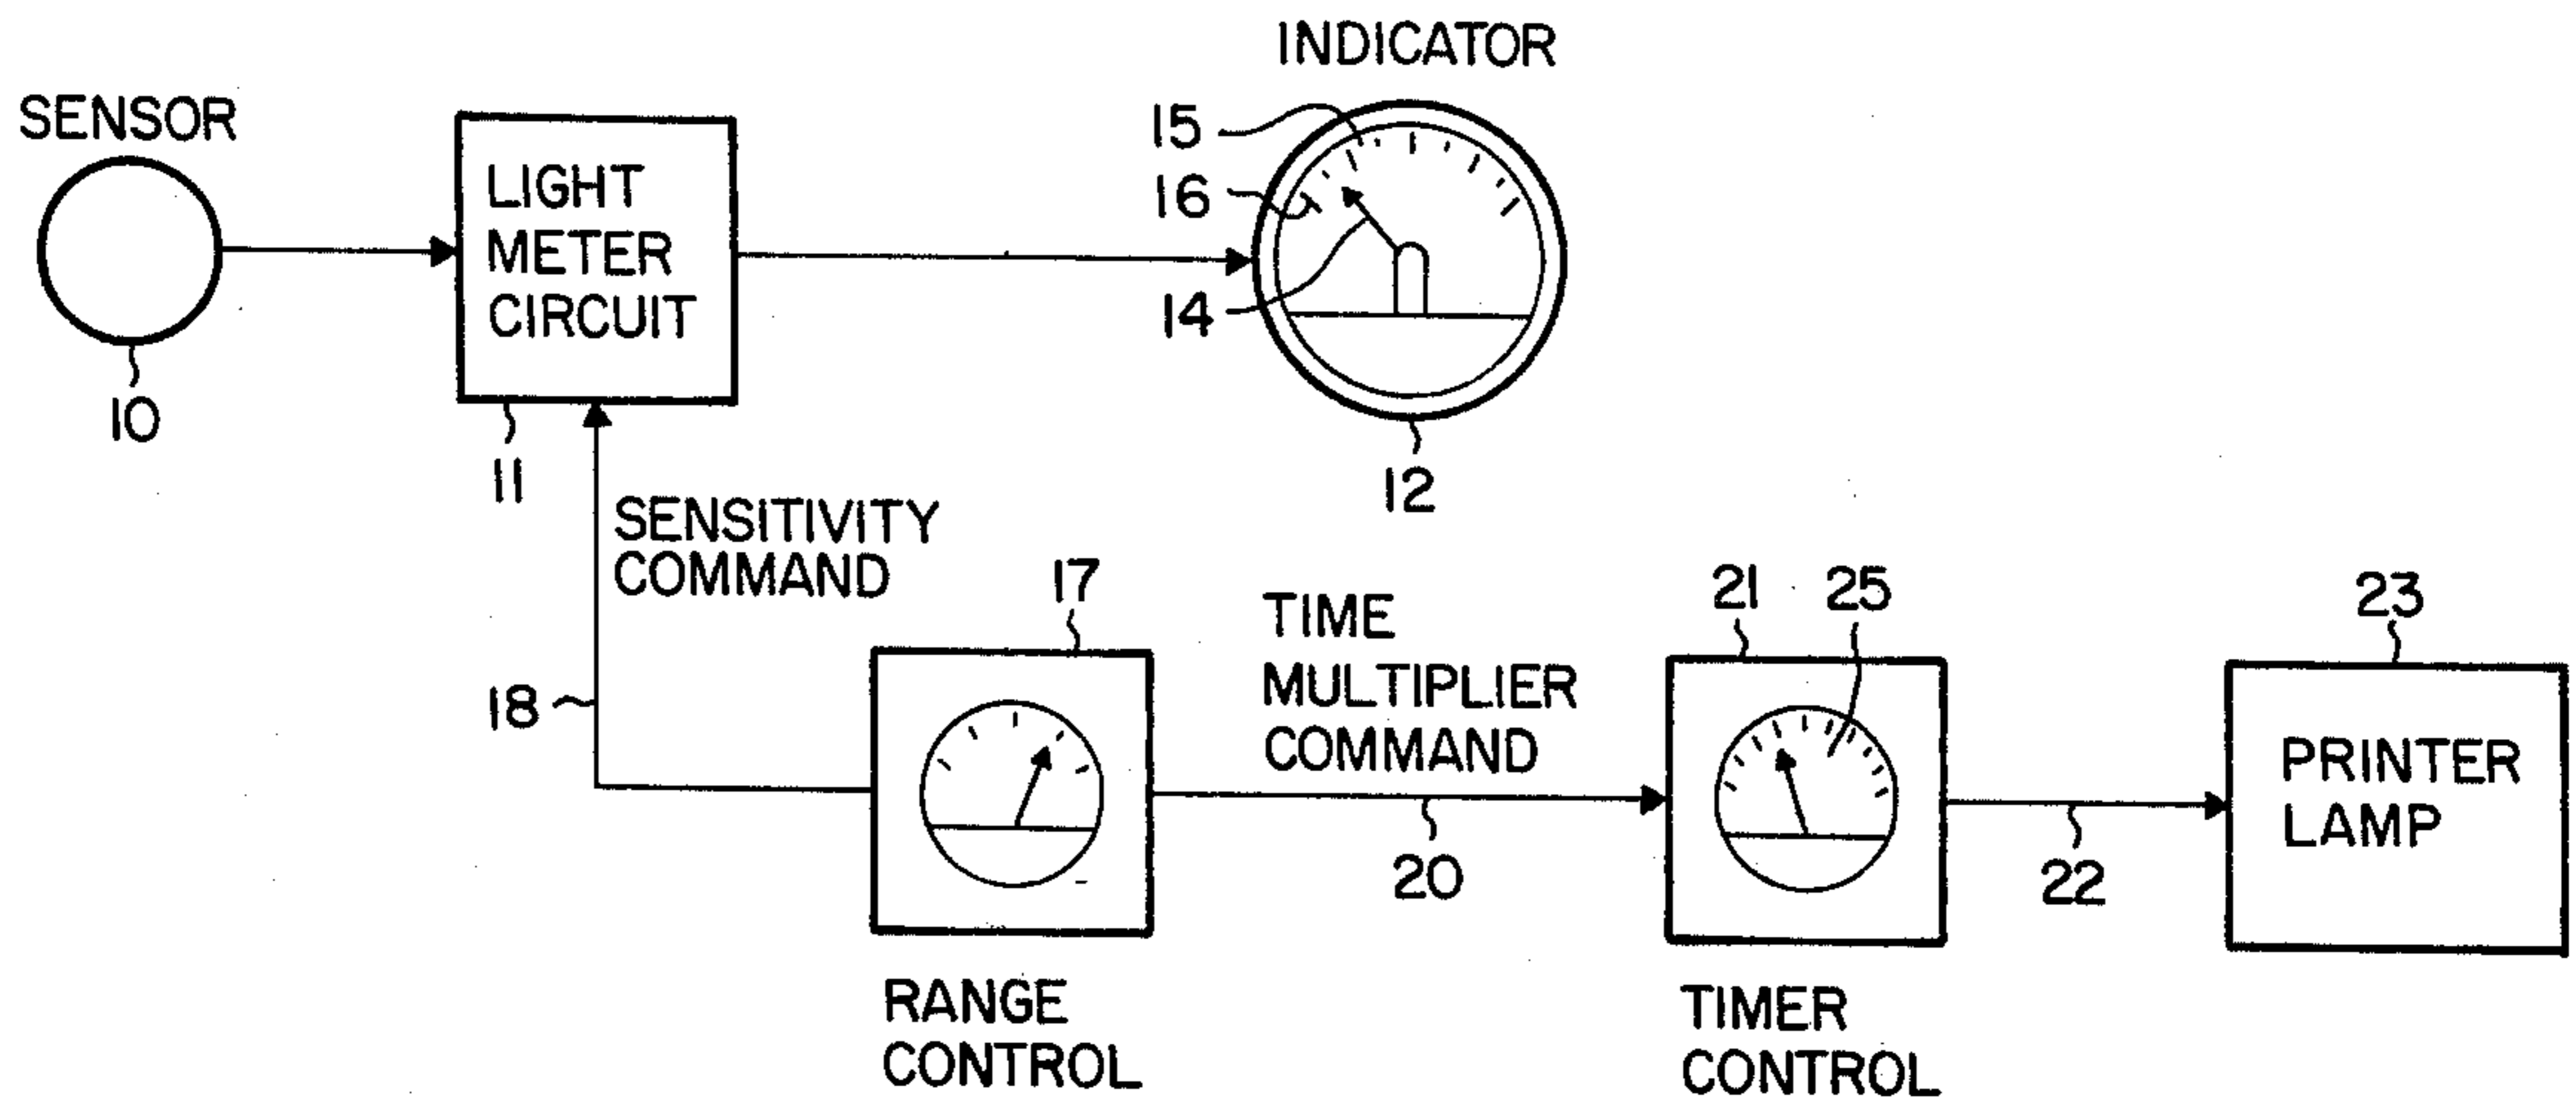 INDICATOR
SENSOR
15
LIGHT
METER
CIRCUIT
16
14
10
11
12
SENSITIVITY
COMMAND
18
17
TIME
MULTIPLIER
COMMAND
20
21
25
22
23
PRINTER
LAMP
RANGE
CONTROL
TIMER
CONTROL